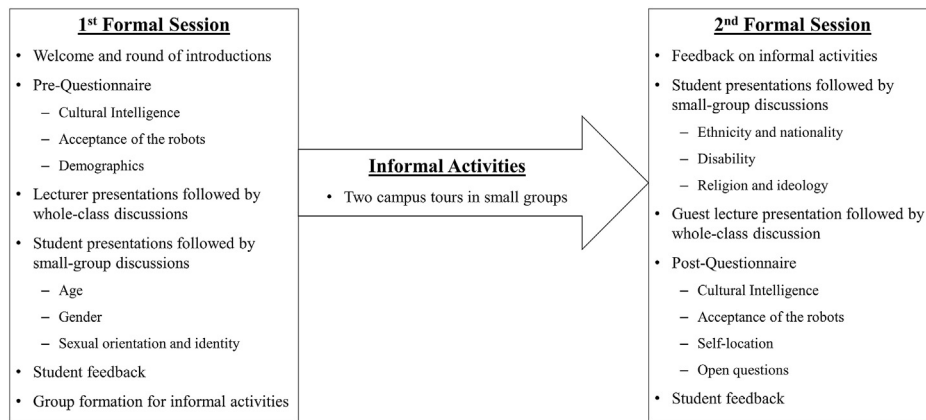 1st Formal Session
• Welcome and round of introductions
• Pre-Questionnaire
– Cultural Intelligence
– Acceptance of the robots
– Demographics
• Lecturer presentations followed by
whole-class discussions
• Student presentations followed by
small-group discussions
– Age
– Gender
– Sexual orientation and identity
• Student feedback
• Group formation for informal activities
Informal Activities
• Two campus tours in small groups
2nd Formal Session
• Feedback on informal activities
• Student presentations followed by
small-group discussions
– Ethnicity and nationality
– Disability
– Religion and ideology
• Guest lecture presentation followed by
whole-class discussion
• Post-Questionnaire
– Cultural Intelligence
– Acceptance of the robots
– Self-location
– Open questions
• Student feedback